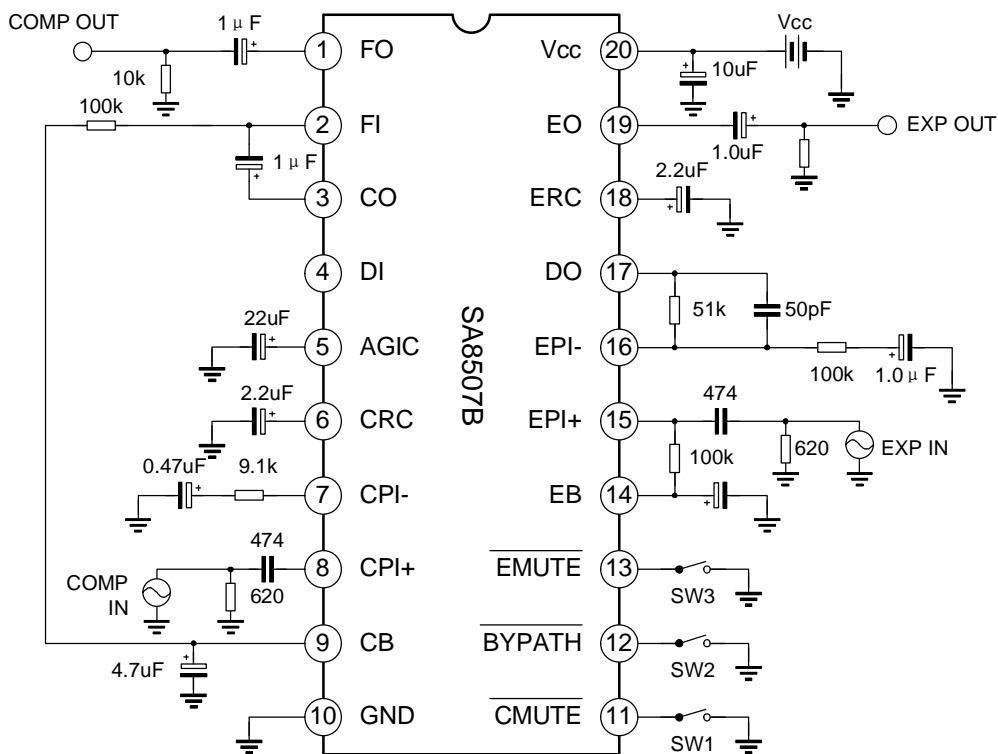 COMP OUT
1 μ F
10k
100k
1 μ F
22uF
2.2uF
0.47uF
9.1k
474
COMP
IN
620
4.7uF
1 FO
2 FI
3 CO
4 DI
5 AGIC
6 CRC
7 CPI-
8 CPI+
9 CB
10 GND
SA8507B
Vcc 20
EO 19
ERC 18
DO 17
EPI- 16
EPI+ 15
EB 14
EMUTE 13
BYPATH 12
CMUTE 11
Vcc
10uF
EXP OUT
1.0uF
2.2uF
51k
50pF
100k
1.0 μ F
474
100k
620
EXP IN
SW3
SW2
SW1